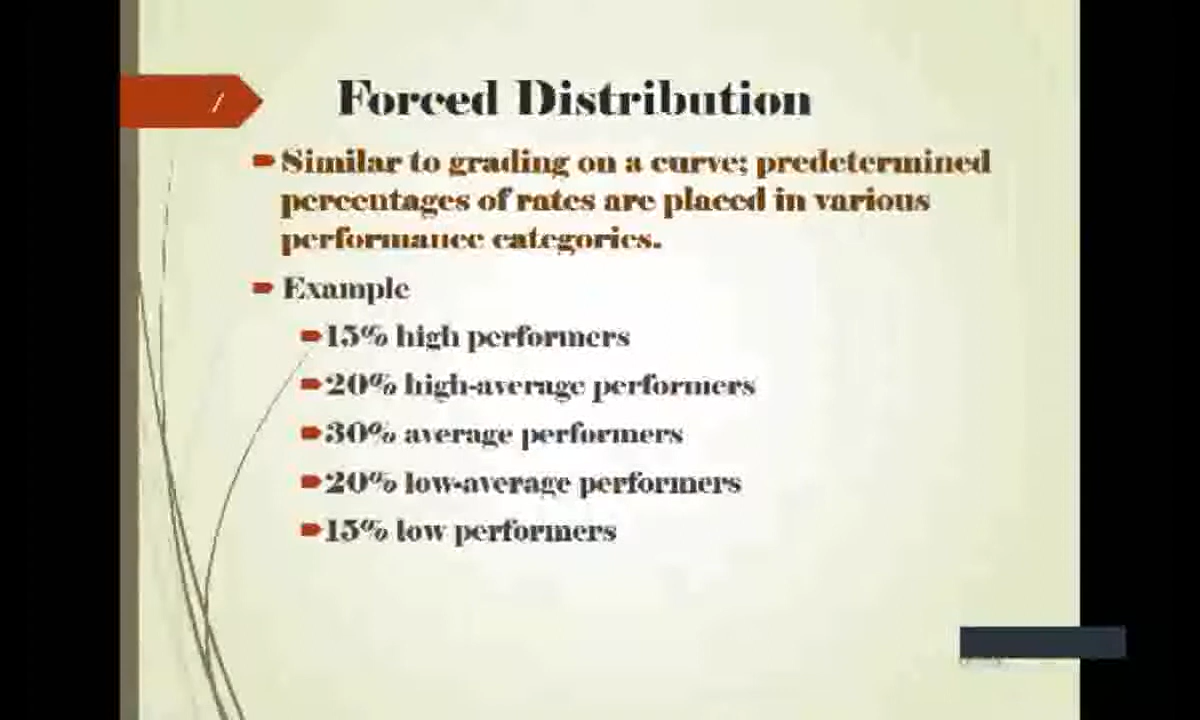 Forced Distribution
Similar to grading on a curve; predetermined
percentages of rates are placed in various
performance categories.
Example
15% high performers
20% high-average performers
30% average performers
20% low-average performers
15% low performers